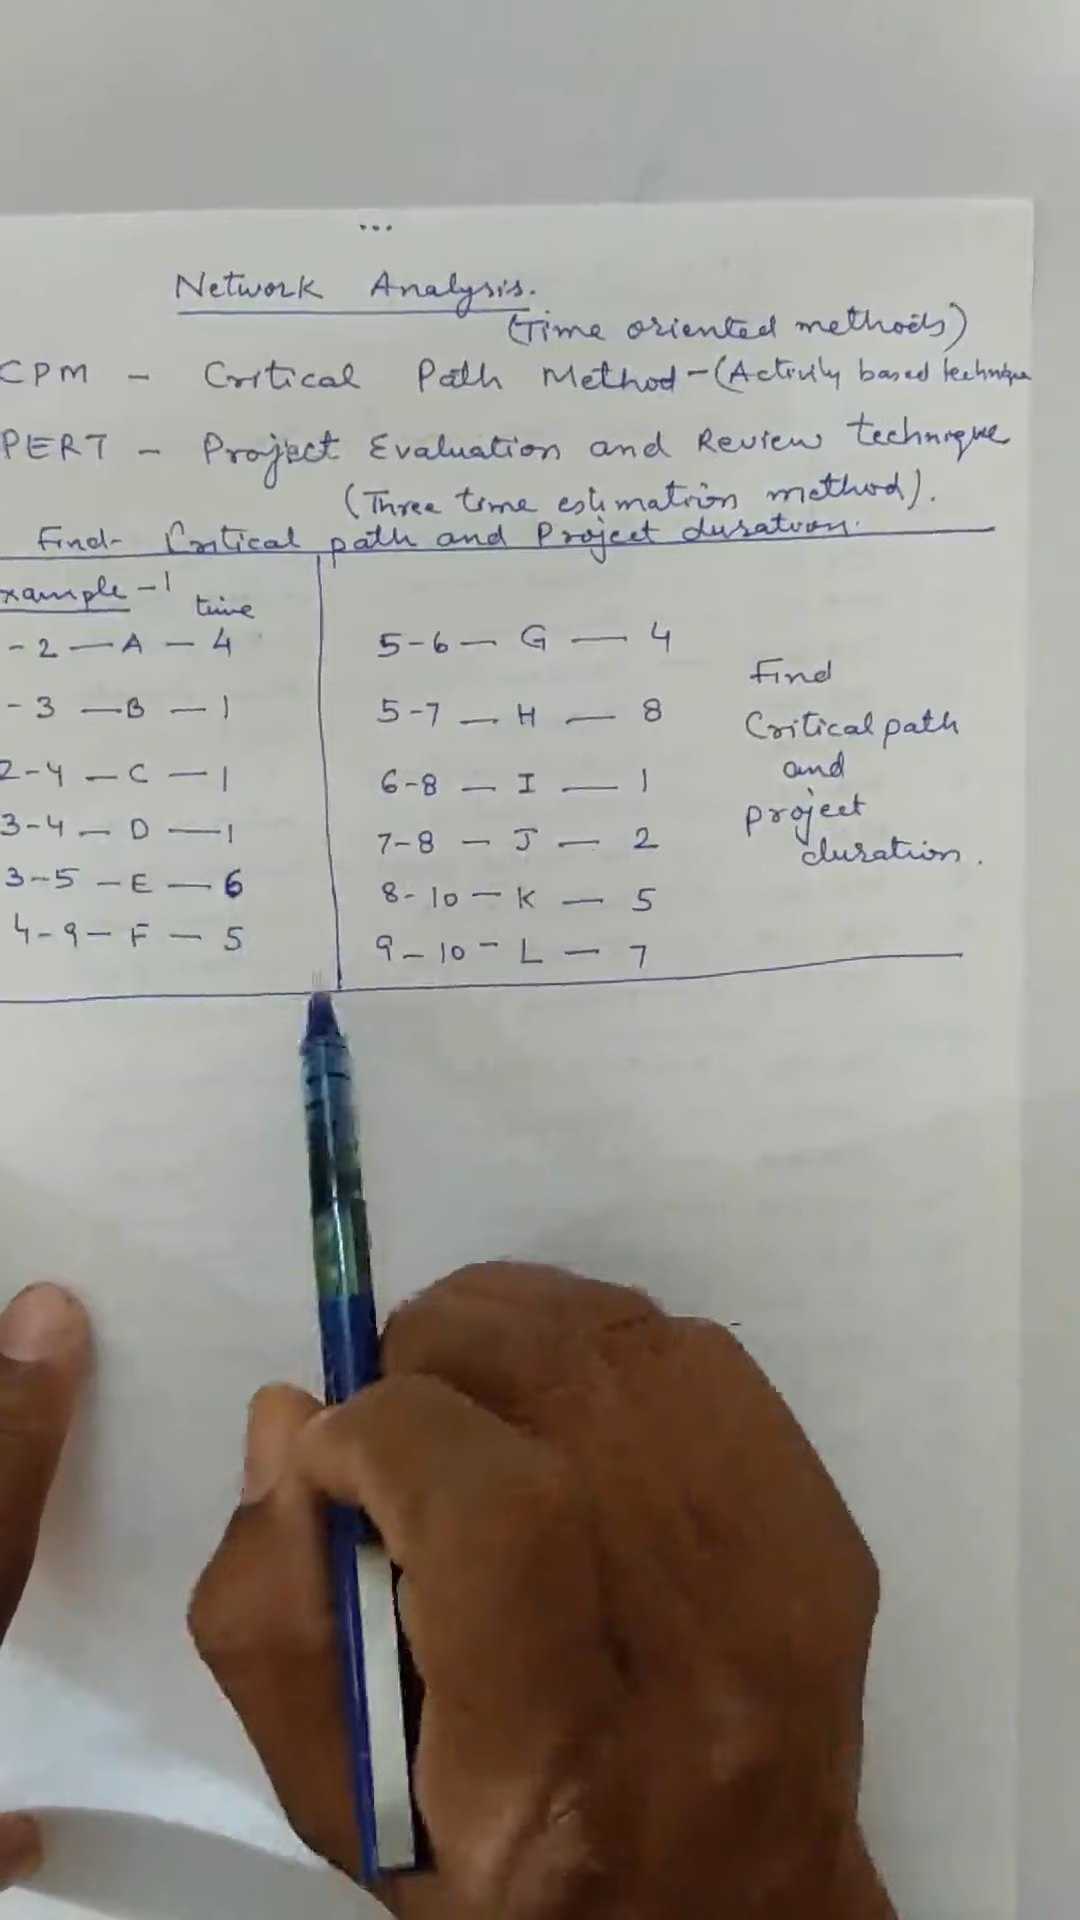 Network Analysis.
(Time oriented methods)
CPM - Critical Path Method - (Activity based technique
PERT - Project Evaluation and Review technique
(Three time estimation method).
Find- Critical path and Project duration.
xample -1 time
-2 — A — 4
-3 — B — 1
2-4 — C — 1
3-4 — D — 1
3-5 — E — 6
4-9 — F — 5
5-6 — G — 4
5-7 — H — 8
6-8 — I — 1
7-8 — J — 2
8-10 — K — 5
9-10 — L — 7
Find
Critical path
and
project
duration.